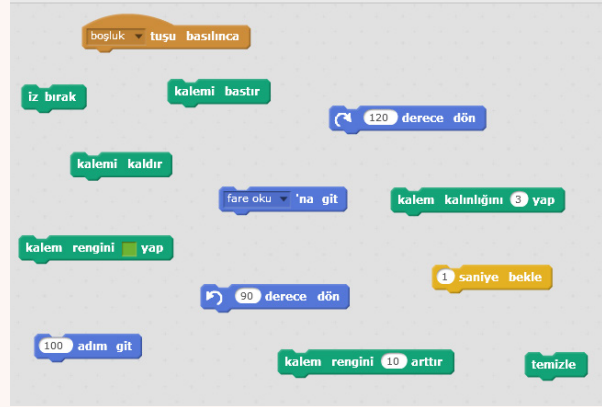 boşluk tuşu basılınca
iz bırak
kalemi bastır
120 derece dön
kalemi kaldır
fare oku 'na git
kalem kalınlığını 3 yap
kalem rengini yap
1 saniye bekle
90 derece dön
100 adım git
kalem rengini 10 arttır
temizle